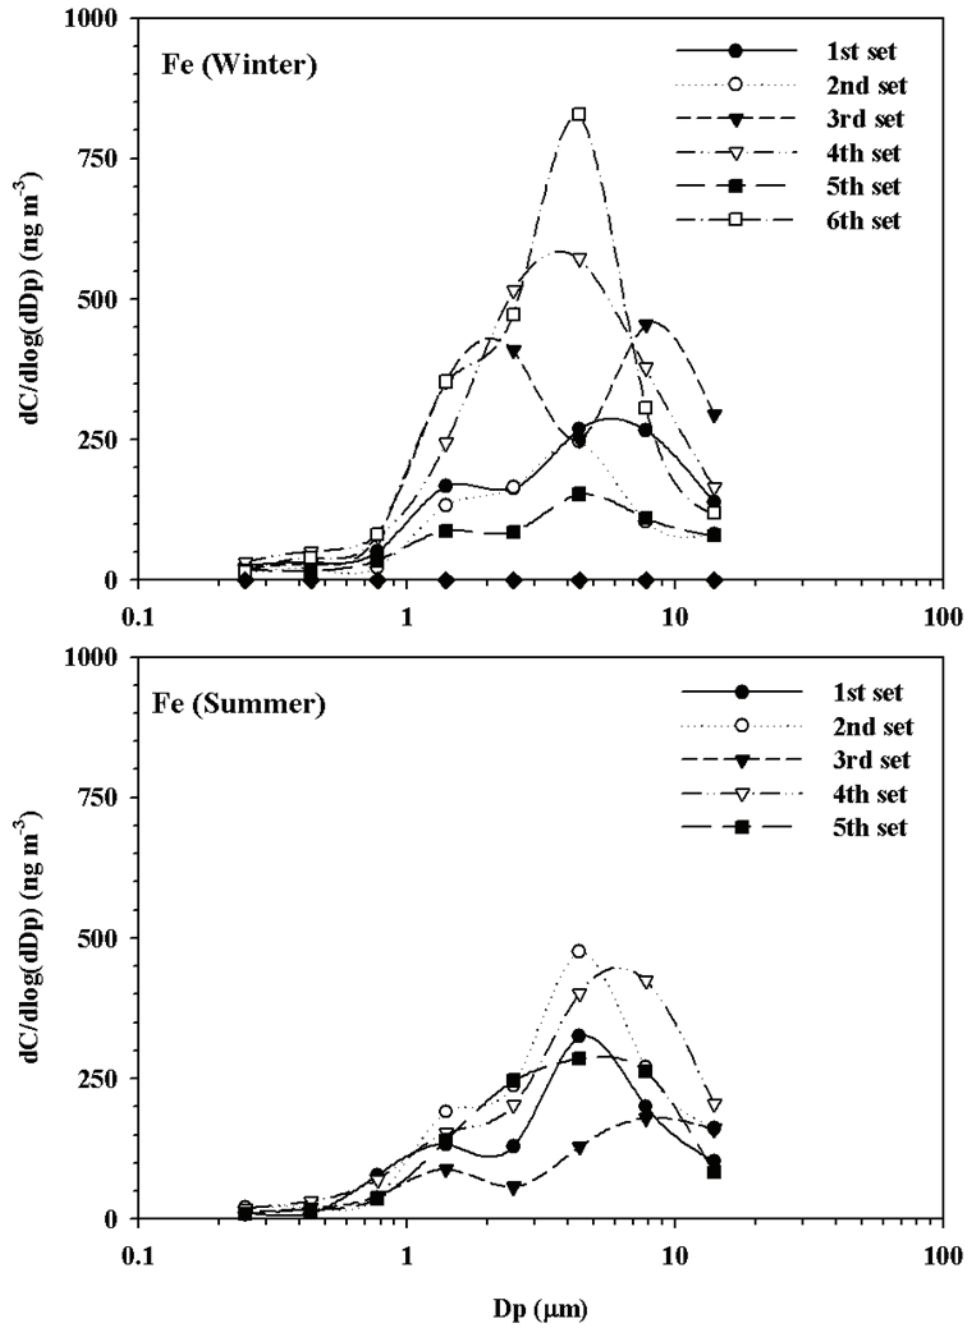 Fe (Winter)
1st set
2nd set
3rd set
4th set
5th set
6th set
1000
750
500
250
0
dC/dlog(dDp) (ng m⁻³)
0.1
1
10
100
Fe (Summer)
1st set
2nd set
3rd set
4th set
5th set
1000
750
500
250
0
dC/dlog(dDp) (ng m⁻³)
0.1
1
10
100
Dp (μm)